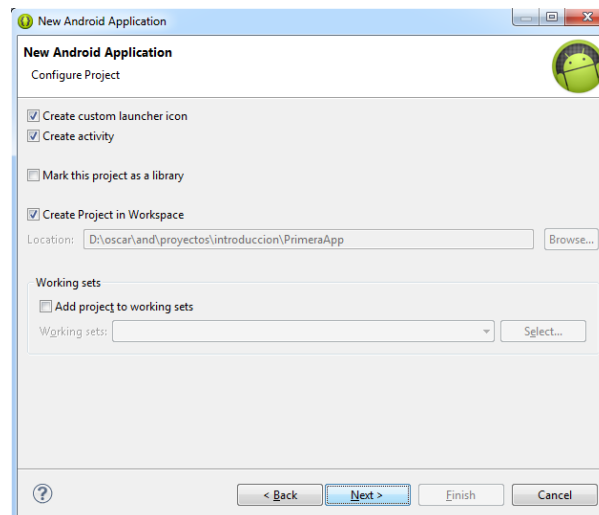 New Android Application
New Android Application
Configure Project
Create custom launcher icon
Create activity
Mark this project as a library
Create Project in Workspace
Location: D:\oscar\and\proyectos\introduccion\PrimeraApp Browse...
Working sets
Add project to working sets
Working sets: Select...
? < Back Next > Finish Cancel